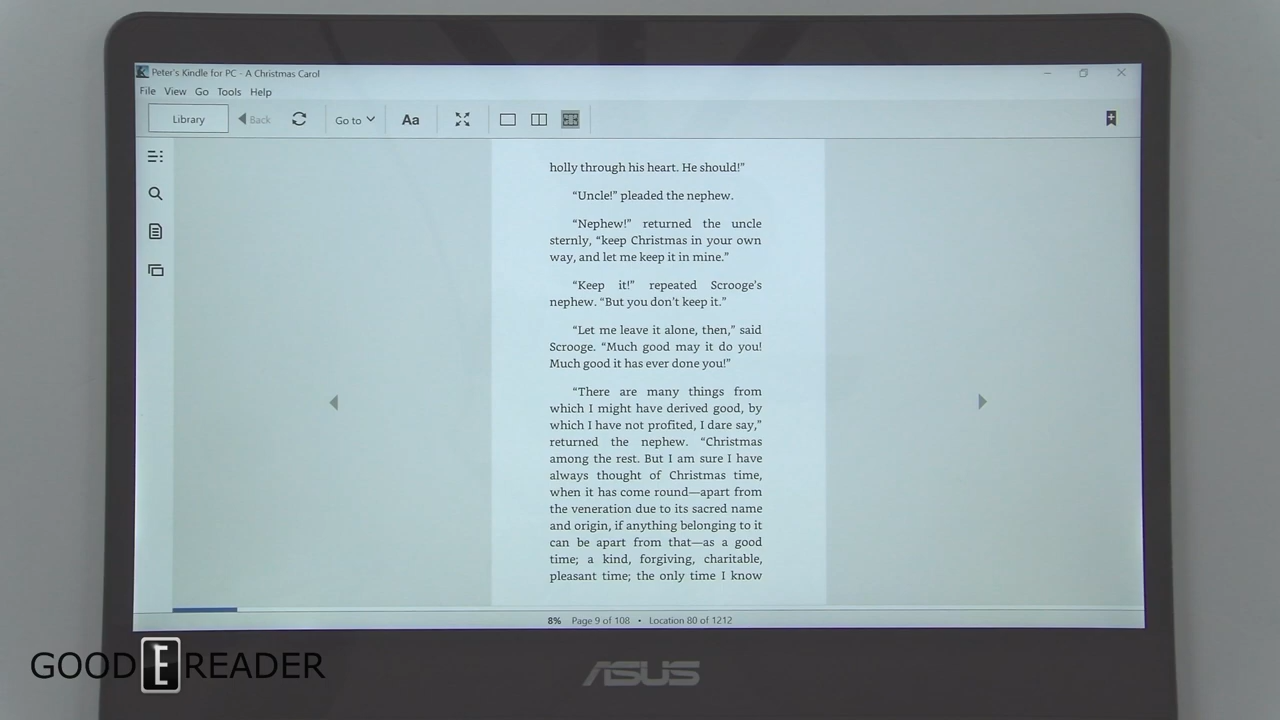 Peter's Kindle for PC - A Christmas Carol
File View Go Tools Help
Library Back Go to Aa
holly through his heart. He should!”
“Uncle!” pleaded the nephew.
“Nephew!” returned the uncle
sternly, “keep Christmas in your own
way, and let me keep it in mine.”
“Keep it!” repeated Scrooge’s
nephew. “But you don’t keep it.”
“Let me leave it alone, then,” said
Scrooge. “Much good may it do you!
Much good it has ever done you!”
“There are many things from
which I might have derived good, by
which I have not profited, I dare say,”
returned the nephew. “Christmas
among the rest. But I am sure I have
always thought of Christmas time,
when it has come round—apart from
the veneration due to its sacred name
and origin, if anything belonging to it
can be apart from that—as a good
time; a kind, forgiving, charitable,
pleasant time; the only time I know
8% Page 9 of 108 • Location 80 of 1212
GOOD E READER
ASUS